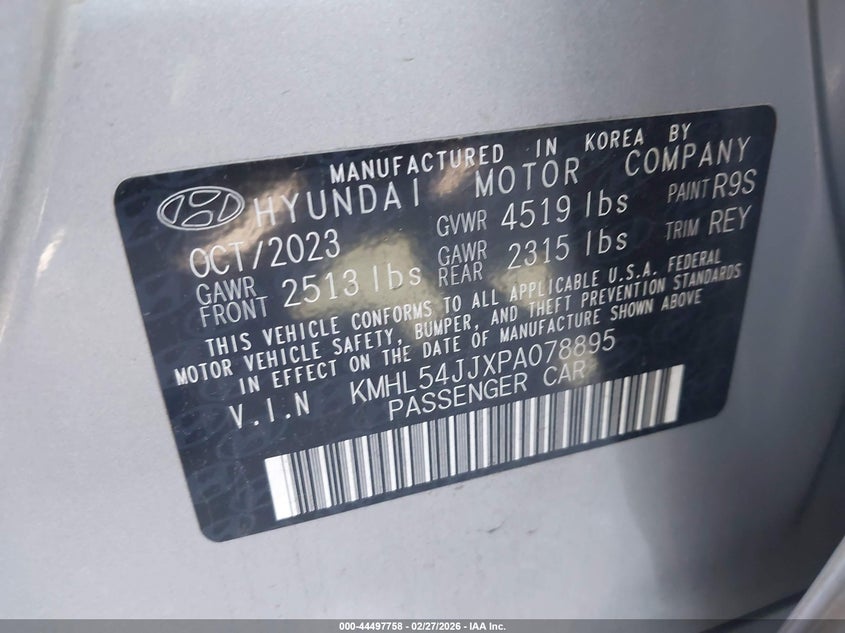 MANUFACTURED IN KOREA BY
HYUNDAI MOTOR COMPANY
OCT/2023 GVWR 4519 lbs PAINT R9S
GAWR FRONT 2513 lbs GAWR REAR 2315 lbs TRIM REY
THIS VEHICLE CONFORMS TO ALL APPLICABLE U.S.A. FEDERAL
MOTOR VEHICLE SAFETY, BUMPER, AND THEFT PREVENTION STANDARDS
IN EFFECT ON THE DATE OF MANUFACTURE SHOWN ABOVE
V.I.N KMHL54JJXPA078895
PASSENGER CAR
000-44497758 - 02/27/2026 - IAA Inc.